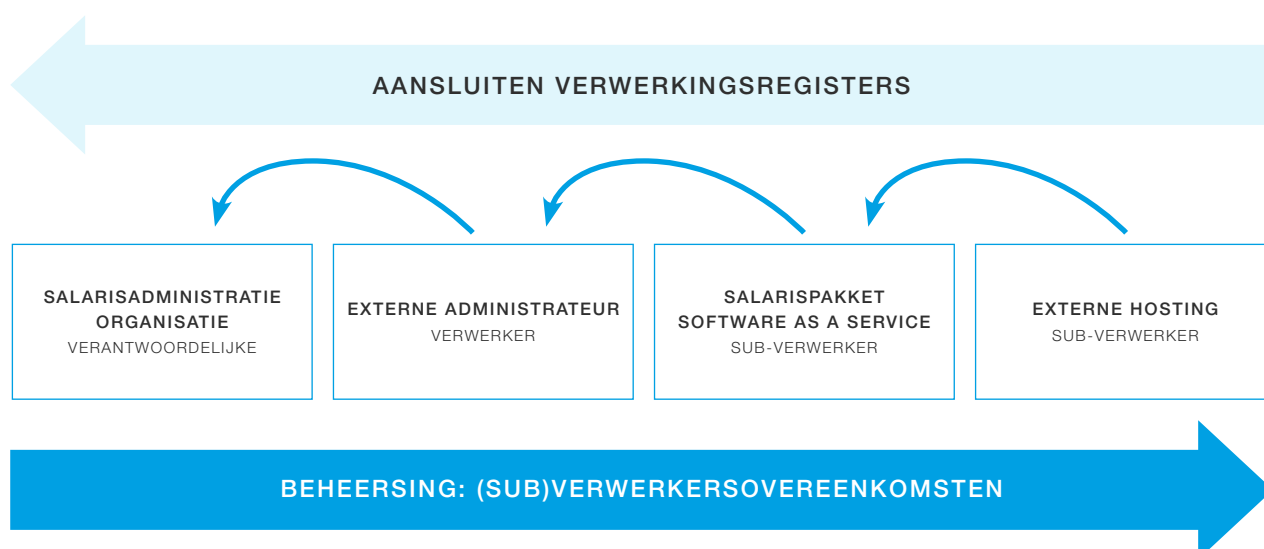 AANSLUITEN VERWERKINGSREGISTERS
SALARISADMINISTRATIE
ORGANISATIE
VERANTWOORDELIJKE
EXTERNE ADMINISTRATEUR
VERWERKER
SALARISPAKKET
SOFTWARE AS A SERVICE
SUB-VERWERKER
EXTERNE HOSTING
SUB-VERWERKER
BEHEERSING: (SUB)VERWERKERSOVEREENKOMSTEN